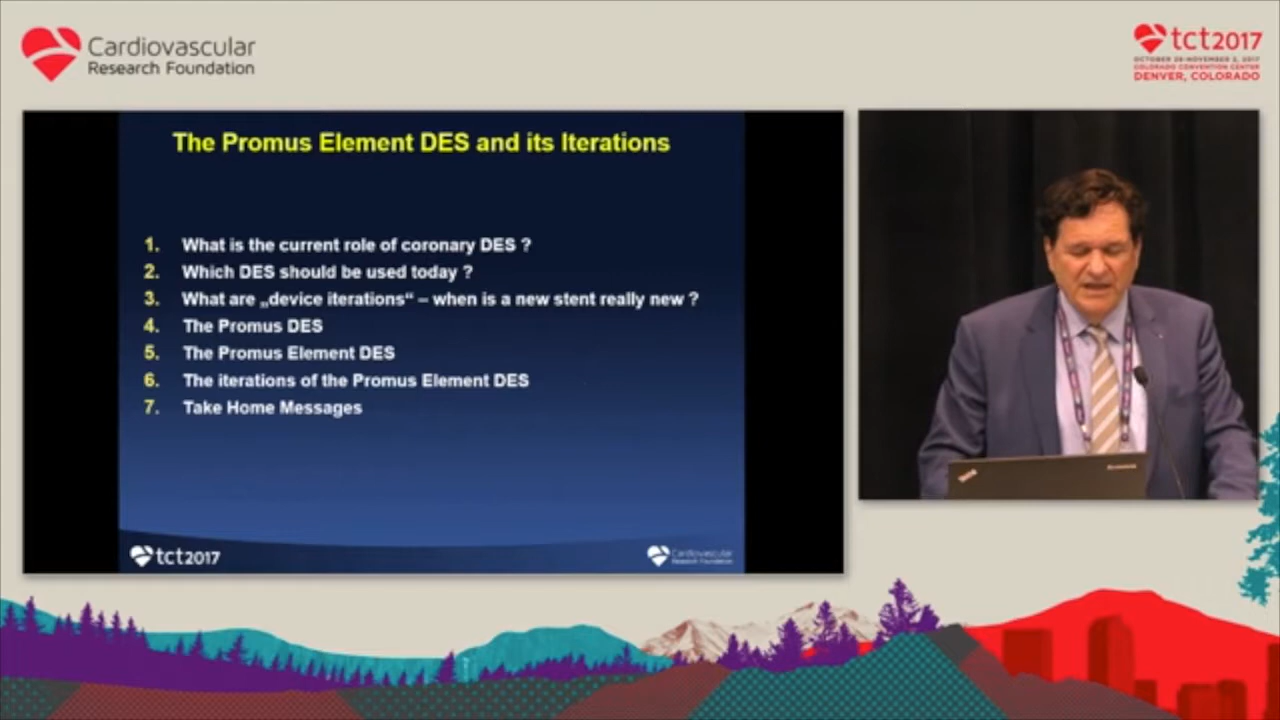 Cardiovascular
Research Foundation
tct2017
OCTOBER 29-NOVEMBER 2, 2017
COLORADO CONVENTION CENTER
DENVER, COLORADO
The Promus Element DES and its Iterations
1. What is the current role of coronary DES ?
2. Which DES should be used today ?
3. What are „device iterations“ – when is a new stent really new ?
4. The Promus DES
5. The Promus Element DES
6. The iterations of the Promus Element DES
7. Take Home Messages
tct2017
Cardiovascular
Research Foundation